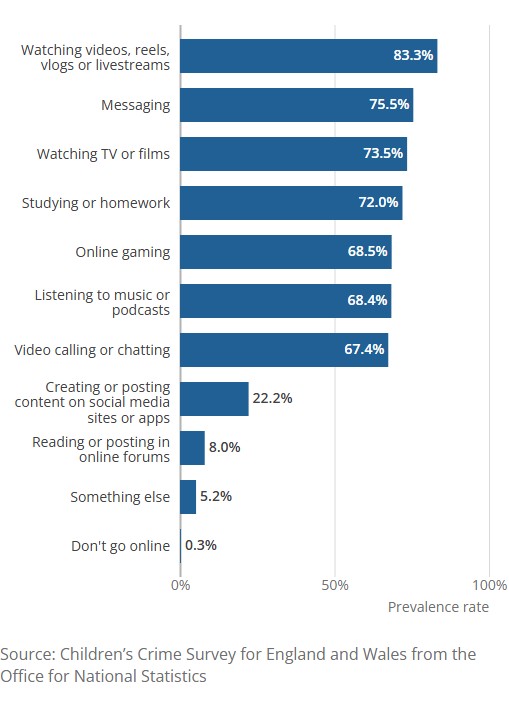 Watching videos, reels,
vlogs or livestreams
83.3%
Messaging
75.5%
Watching TV or films
73.5%
Studying or homework
72.0%
Online gaming
68.5%
Listening to music or
podcasts
68.4%
Video calling or chatting
67.4%
Creating or posting
content on social media
sites or apps
22.2%
Reading or posting in
online forums
8.0%
Something else
5.2%
Don't go online
0.3%
0%
50%
100%
Prevalence rate
Source: Children’s Crime Survey for England and Wales from the
Office for National Statistics